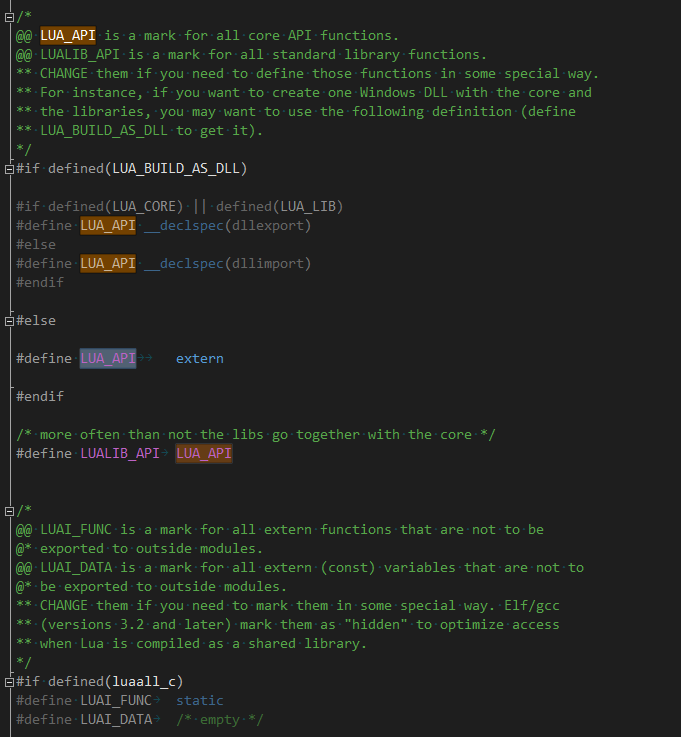 /*
@@ LUA_API is a mark for all core API functions.
@@ LUALIB_API is a mark for all standard library functions.
** CHANGE them if you need to define those functions in some special way.
** For instance, if you want to create one Windows DLL with the core and
** the libraries, you may want to use the following definition (define
** LUA_BUILD_AS_DLL to get it).
*/
#if defined(LUA_BUILD_AS_DLL)
#if defined(LUA_CORE) || defined(LUA_LIB)
#define LUA_API __declspec(dllexport)
#else
#define LUA_API __declspec(dllimport)
#endif
#else
#define LUA_API extern
#endif
/* more often than not the libs go together with the core */
#define LUALIB_API LUA_API
/*
@@ LUAI_FUNC is a mark for all extern functions that are not to be
@* exported to outside modules.
@@ LUAI_DATA is a mark for all extern (const) variables that are not to
@* be exported to outside modules.
** CHANGE them if you need to mark them in some special way. Elf/gcc
** (versions 3.2 and later) mark them as "hidden" to optimize access
** when Lua is compiled as a shared library.
*/
#if defined(luaall_c)
#define LUAI_FUNC static
#define LUAI_DATA /* empty */